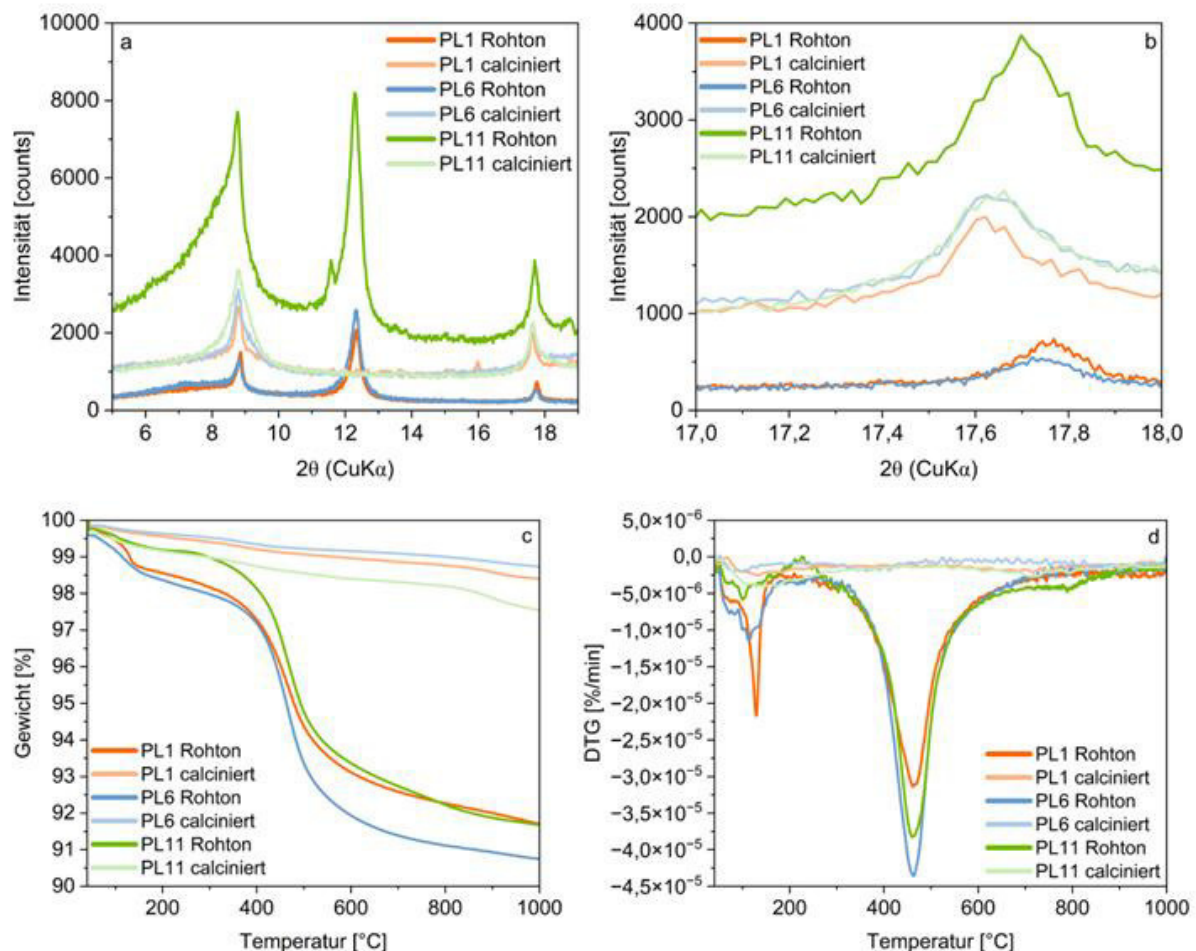 a
10000
8000
6000
4000
2000
0
Intensität [counts]
PL1 Rohton
PL1 calciniert
PL6 Rohton
PL6 calciniert
PL11 Rohton
PL11 calciniert
6 8 10 12 14 16 18
2θ (CuKα)
b
4000
3000
2000
1000
0
Intensität [counts]
PL1 Rohton
PL1 calciniert
PL6 Rohton
PL6 calciniert
PL11 Rohton
PL11 calciniert
17,0 17,2 17,4 17,6 17,8 18,0
2θ (CuKα)
c
100
99
98
97
96
95
94
93
92
91
90
Gewicht [%]
PL1 Rohton
PL1 calciniert
PL6 Rohton
PL6 calciniert
PL11 Rohton
PL11 calciniert
200 400 600 800 1000
Temperatur [°C]
d
5,0×10⁻⁶
0,0
−5,0×10⁻⁶
−1,0×10⁻⁵
−1,5×10⁻⁵
−2,0×10⁻⁵
−2,5×10⁻⁵
−3,0×10⁻⁵
−3,5×10⁻⁵
−4,0×10⁻⁵
−4,5×10⁻⁵
DTG [%/min]
PL1 Rohton
PL1 calciniert
PL6 Rohton
PL6 calciniert
PL11 Rohton
PL11 calciniert
200 400 600 800 1000
Temperatur [°C]